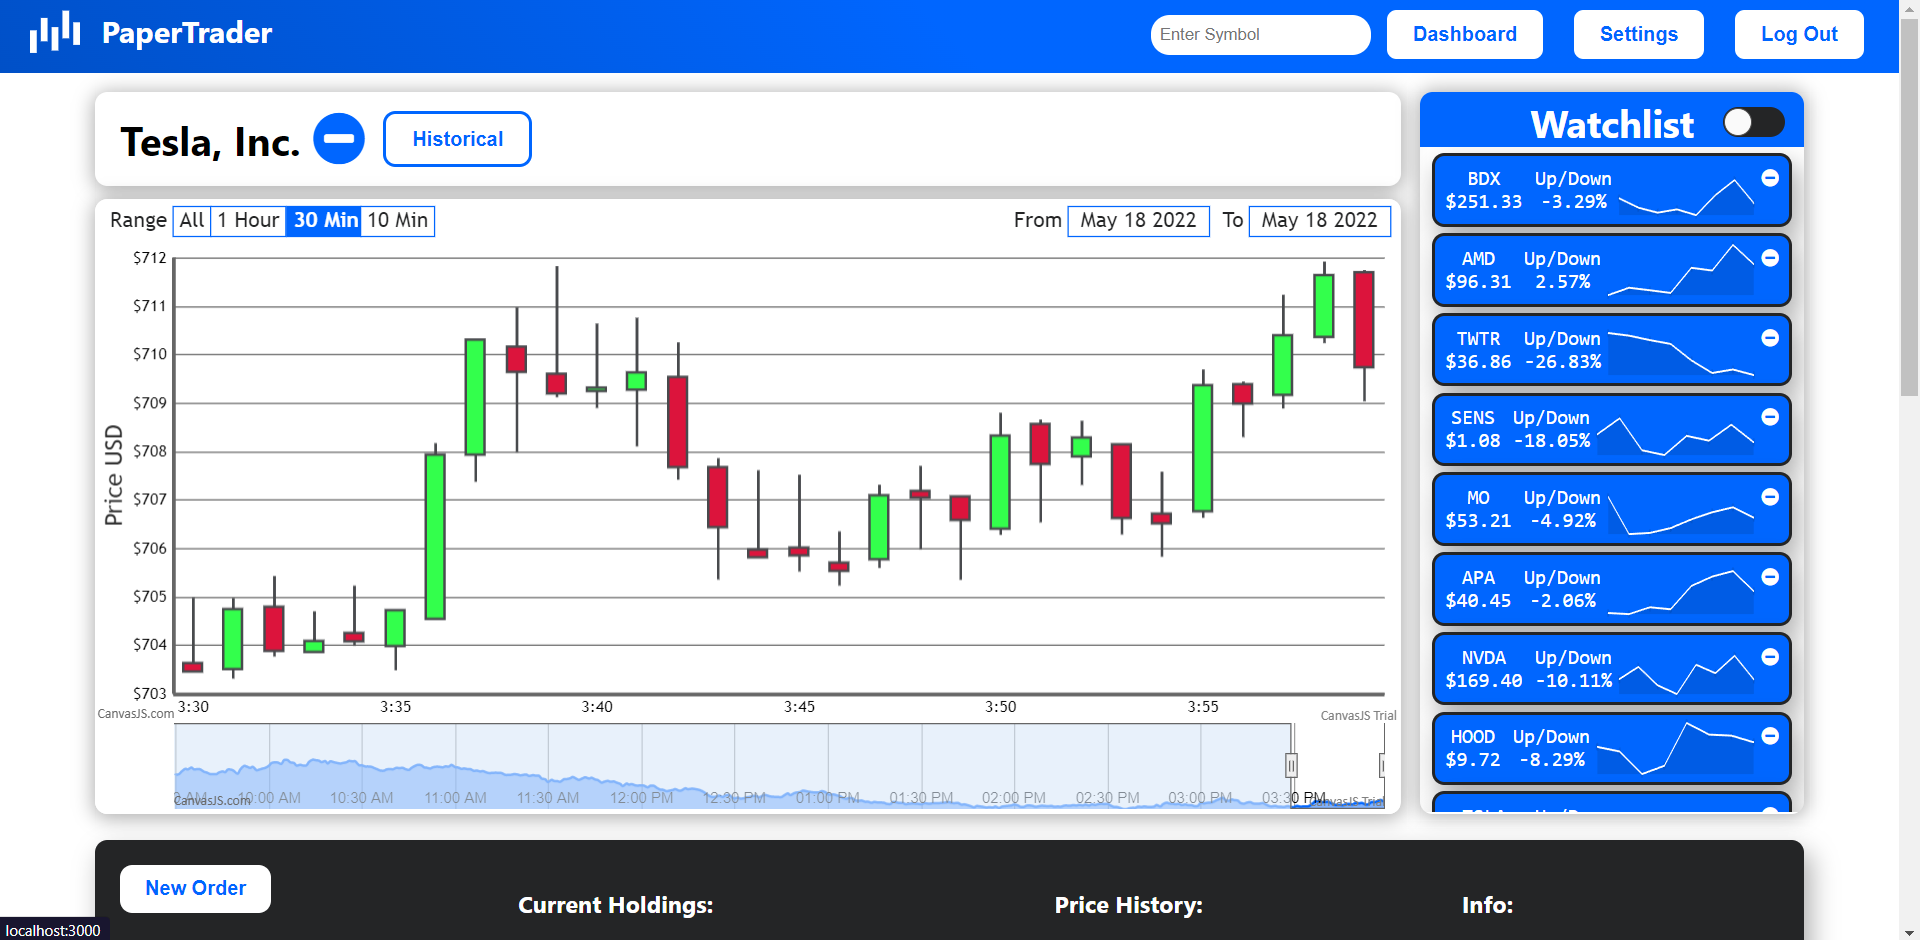 PaperTrader
Enter Symbol
Dashboard
Settings
Log Out
Tesla, Inc.
Historical
Range All 1 Hour 30 Min 10 Min
From May 18 2022 To May 18 2022
Price USD
$712
$711
$710
$709
$708
$707
$706
$705
$704
$703
3:30 3:35 3:40 3:45 3:50 3:55
CanvasJS.com
CanvasJS Trial
AM 10:00 AM 10:30 AM 11:00 AM 11:30 AM 12:00 PM 12:30 PM 01:00 PM 01:30 PM 02:00 PM 02:30 PM 03:00 PM 03:30 PM
CanvasJS.com
CanvasJS Trial
Watchlist
BDX Up/Down
$251.33 -3.29%
AMD Up/Down
$96.31 2.57%
TWTR Up/Down
$36.86 -26.83%
SENS Up/Down
$1.08 -18.05%
MO Up/Down
$53.21 -4.92%
APA Up/Down
$40.45 -2.06%
NVDA Up/Down
$169.40 -10.11%
HOOD Up/Down
$9.72 -8.29%
New Order
Current Holdings:
Price History:
Info:
localhost:3000